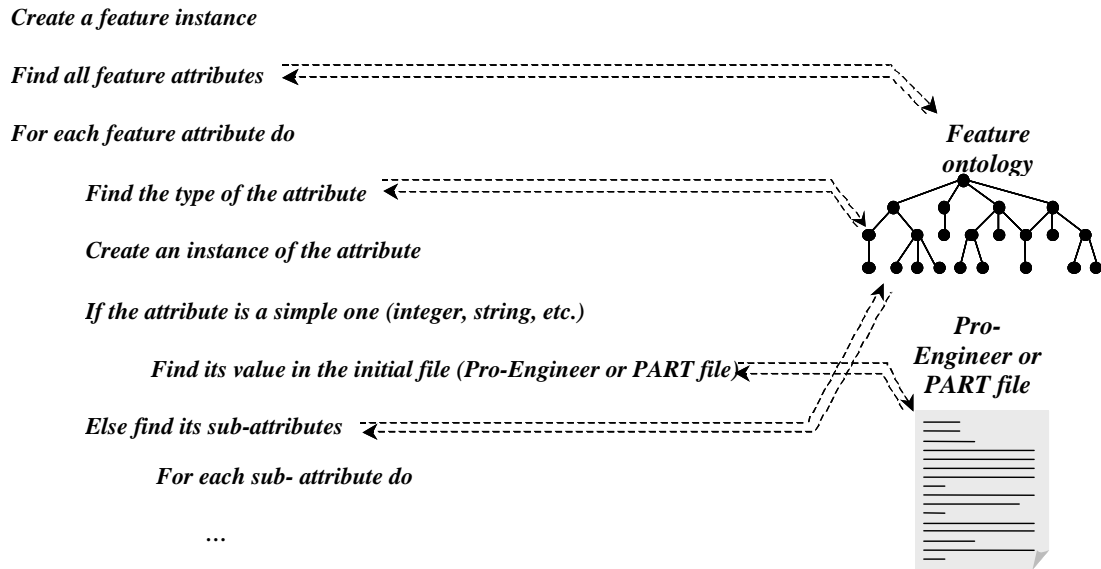 Create a feature instance
Find all feature attributes
For each feature attribute do
Find the type of the attribute
Create an instance of the attribute
If the attribute is a simple one (integer, string, etc.)
Find its value in the initial file (Pro-Engineer or PART file)
Else find its sub-attributes
For each sub- attribute do
…
Feature
ontology
Pro-
Engineer or
PART file